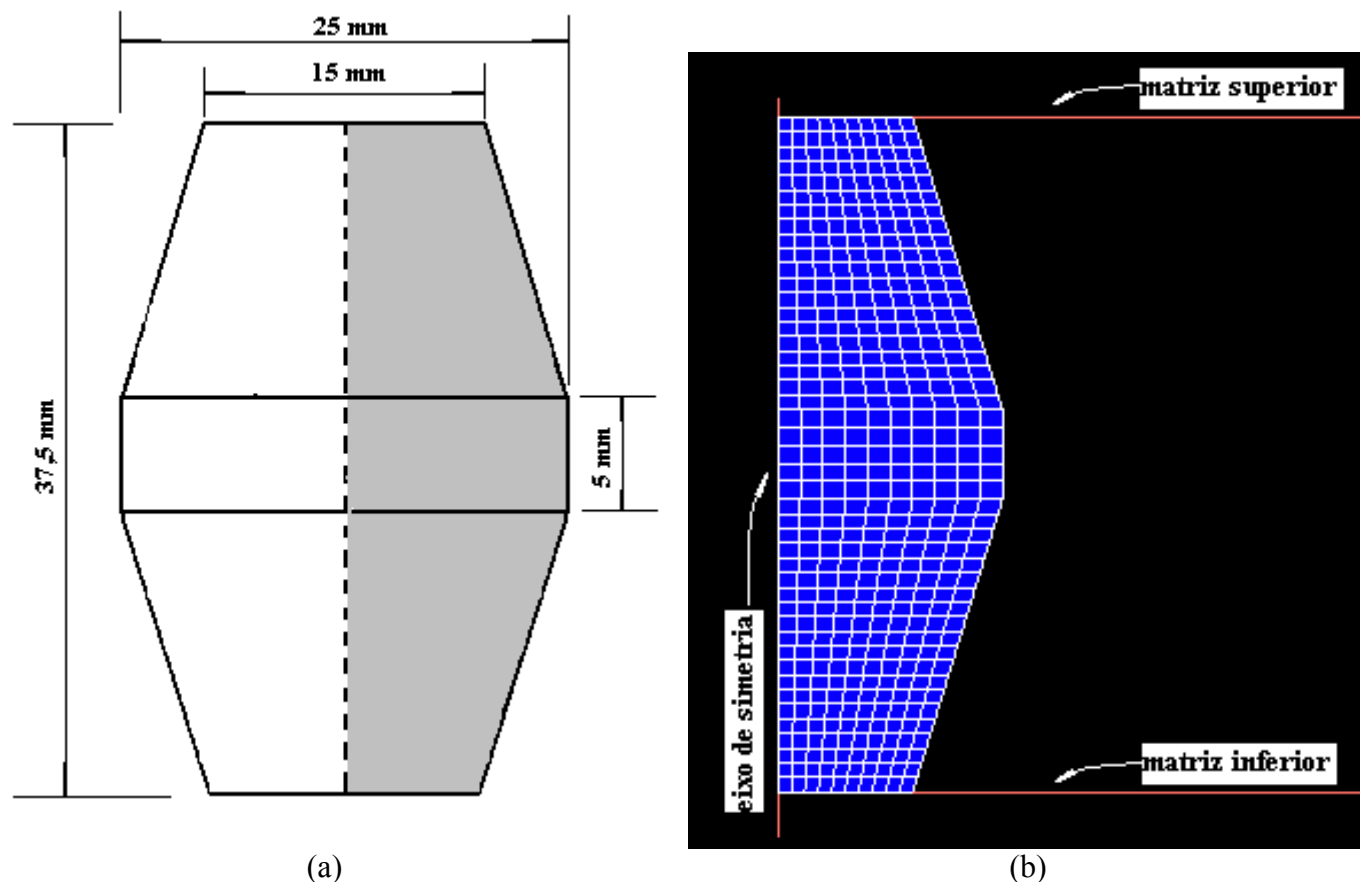 25 mm
15 mm
37,5 mm
5 mm
(a)
matriz superior
eixo de simetria
matriz inferior
(b)